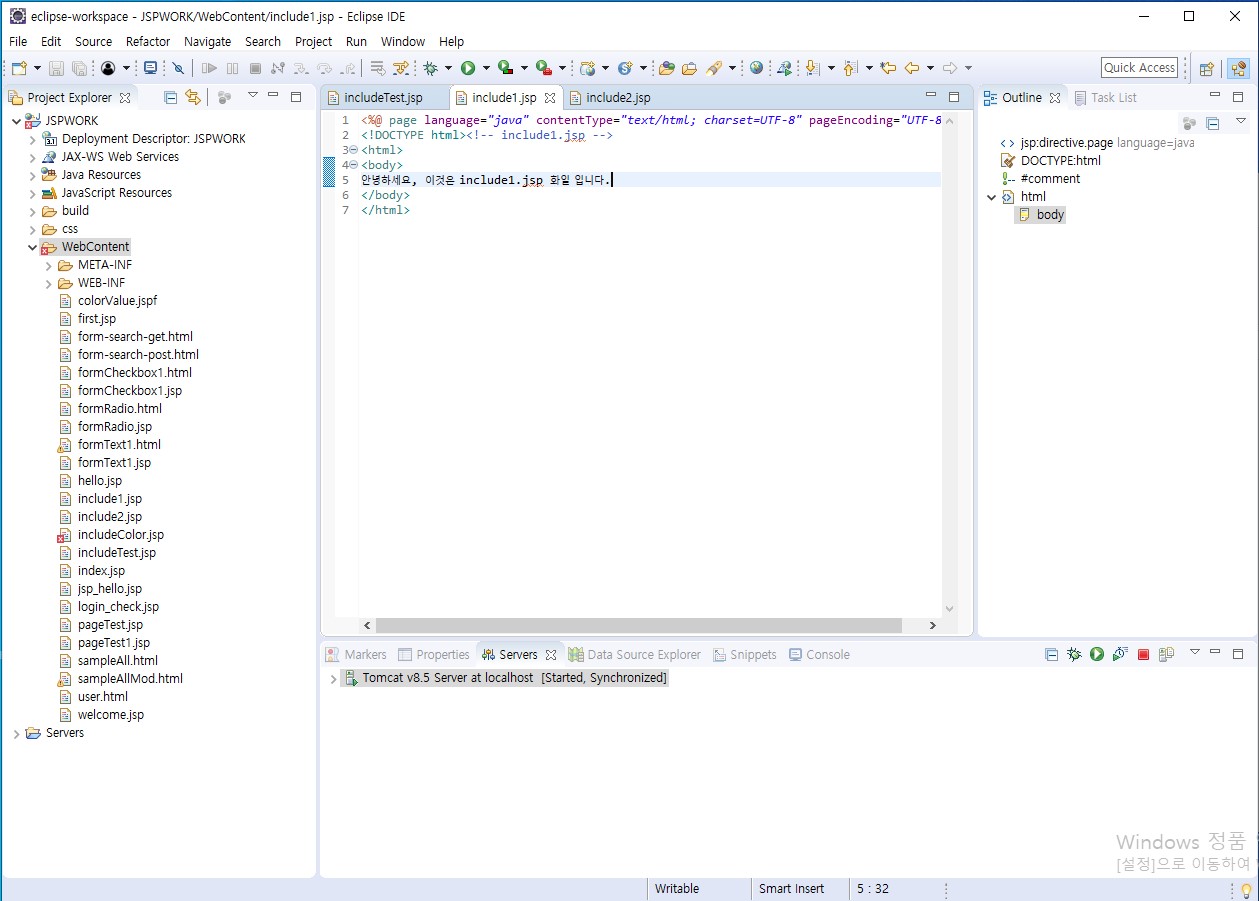 eclipse-workspace - JSPWORK/WebContent/include1.jsp - Eclipse IDE
File Edit Source Refactor Navigate Search Project Run Window Help
Quick Access
Project Explorer
JSPWORK
Deployment Descriptor: JSPWORK
JAX-WS Web Services
Java Resources
JavaScript Resources
build
css
WebContent
META-INF
WEB-INF
colorValue.jspf
first.jsp
form-search-get.html
form-search-post.html
formCheckbox1.html
formCheckbox1.jsp
formRadio.html
formRadio.jsp
formText1.html
formText1.jsp
hello.jsp
include1.jsp
include2.jsp
includeColor.jsp
includeTest.jsp
index.jsp
jsp_hello.jsp
login_check.jsp
pageTest.jsp
pageTest1.jsp
sampleAll.html
sampleAllMod.html
user.html
welcome.jsp
Servers
includeTest.jsp include1.jsp include2.jsp
1 <%@ page language="java" contentType="text/html; charset=UTF-8" pageEncoding="UTF-8
2 <!DOCTYPE html><!-- include1.jsp -->
3 <html>
4 <body>
5 안녕하세요, 이것은 include1.jsp 화일 입니다.
6 </body>
7 </html>
Outline Task List
jsp:directive.page language=java
DOCTYPE:html
#comment
html
body
Markers Properties Servers Data Source Explorer Snippets Console
Tomcat v8.5 Server at localhost [Started, Synchronized]
Windows 정품
[설정]으로 이동하여
Writable Smart Insert 5 : 32